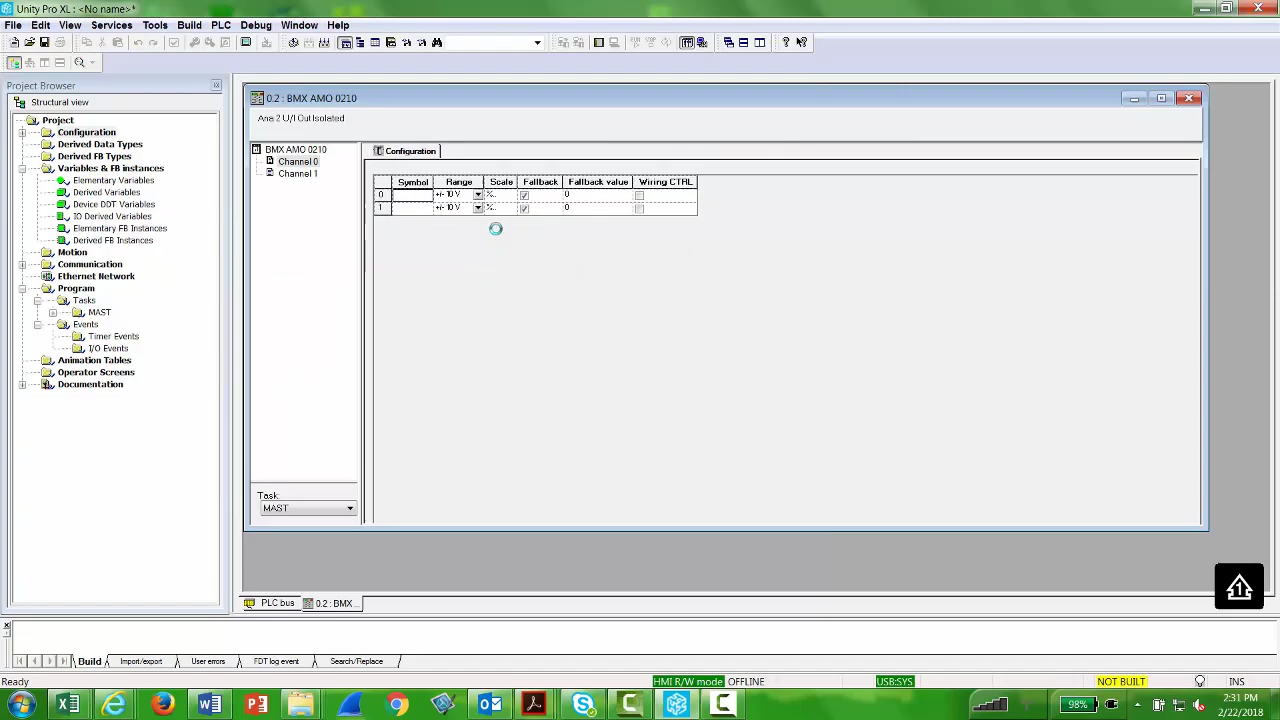 Unity Pro XL : <No name>*
File Edit View Services Tools Build PLC Debug Window Help
Project Browser
Structural view
Project
Configuration
Derived Data Types
Derived FB Types
Variables & FB instances
Elementary Variables
Derived Variables
Device DDT Variables
IO Derived Variables
Elementary FB Instances
Derived FB Instances
Motion
Communication
Ethernet Network
Program
Tasks
MAST
Events
Timer Events
I/O Events
Animation Tables
Operator Screens
Documentation
0.2 : BMX AMO 0210
Ana 2 U/I Out Isolated
BMX AMO 0210
Channel 0
Channel 1
Task:
MAST
Configuration
Symbol Range Scale Fallback Fallback value Wiring CTRL
0 +/- 10 V %.. 0
1 +/- 10 V %.. 0
PLC bus 0.2 : BMX ...
Build Import/export User errors FDT log event Search/Replace
Ready HMI R/W mode OFFLINE USB:SYS NOT BUILT INS
98% 2:31 PM
2/22/2018